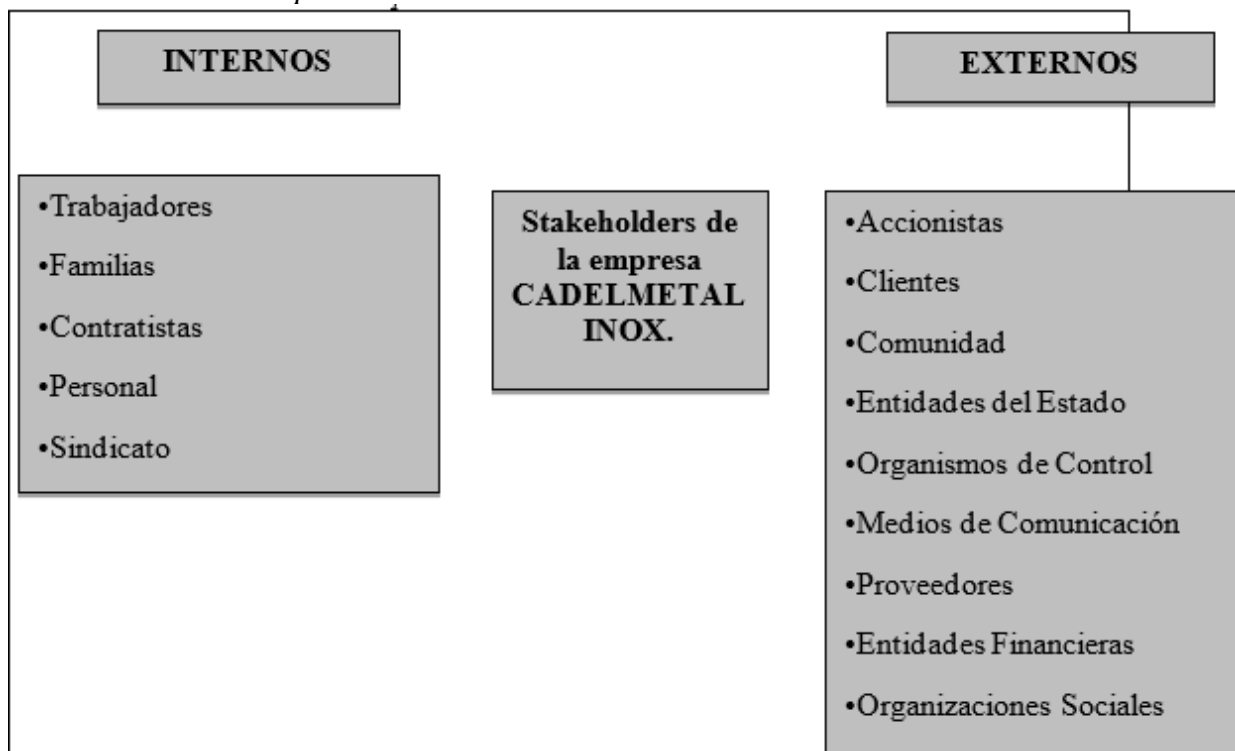 INTERNOS
EXTERNOS
•Trabajadores
•Familias
•Contratistas
•Personal
•Sindicato
Stakeholders de
la empresa
CADELMETAL
INOX.
•Accionistas
•Clientes
•Comunidad
•Entidades del Estado
•Organismos de Control
•Medios de Comunicación
•Proveedores
•Entidades Financieras
•Organizaciones Sociales